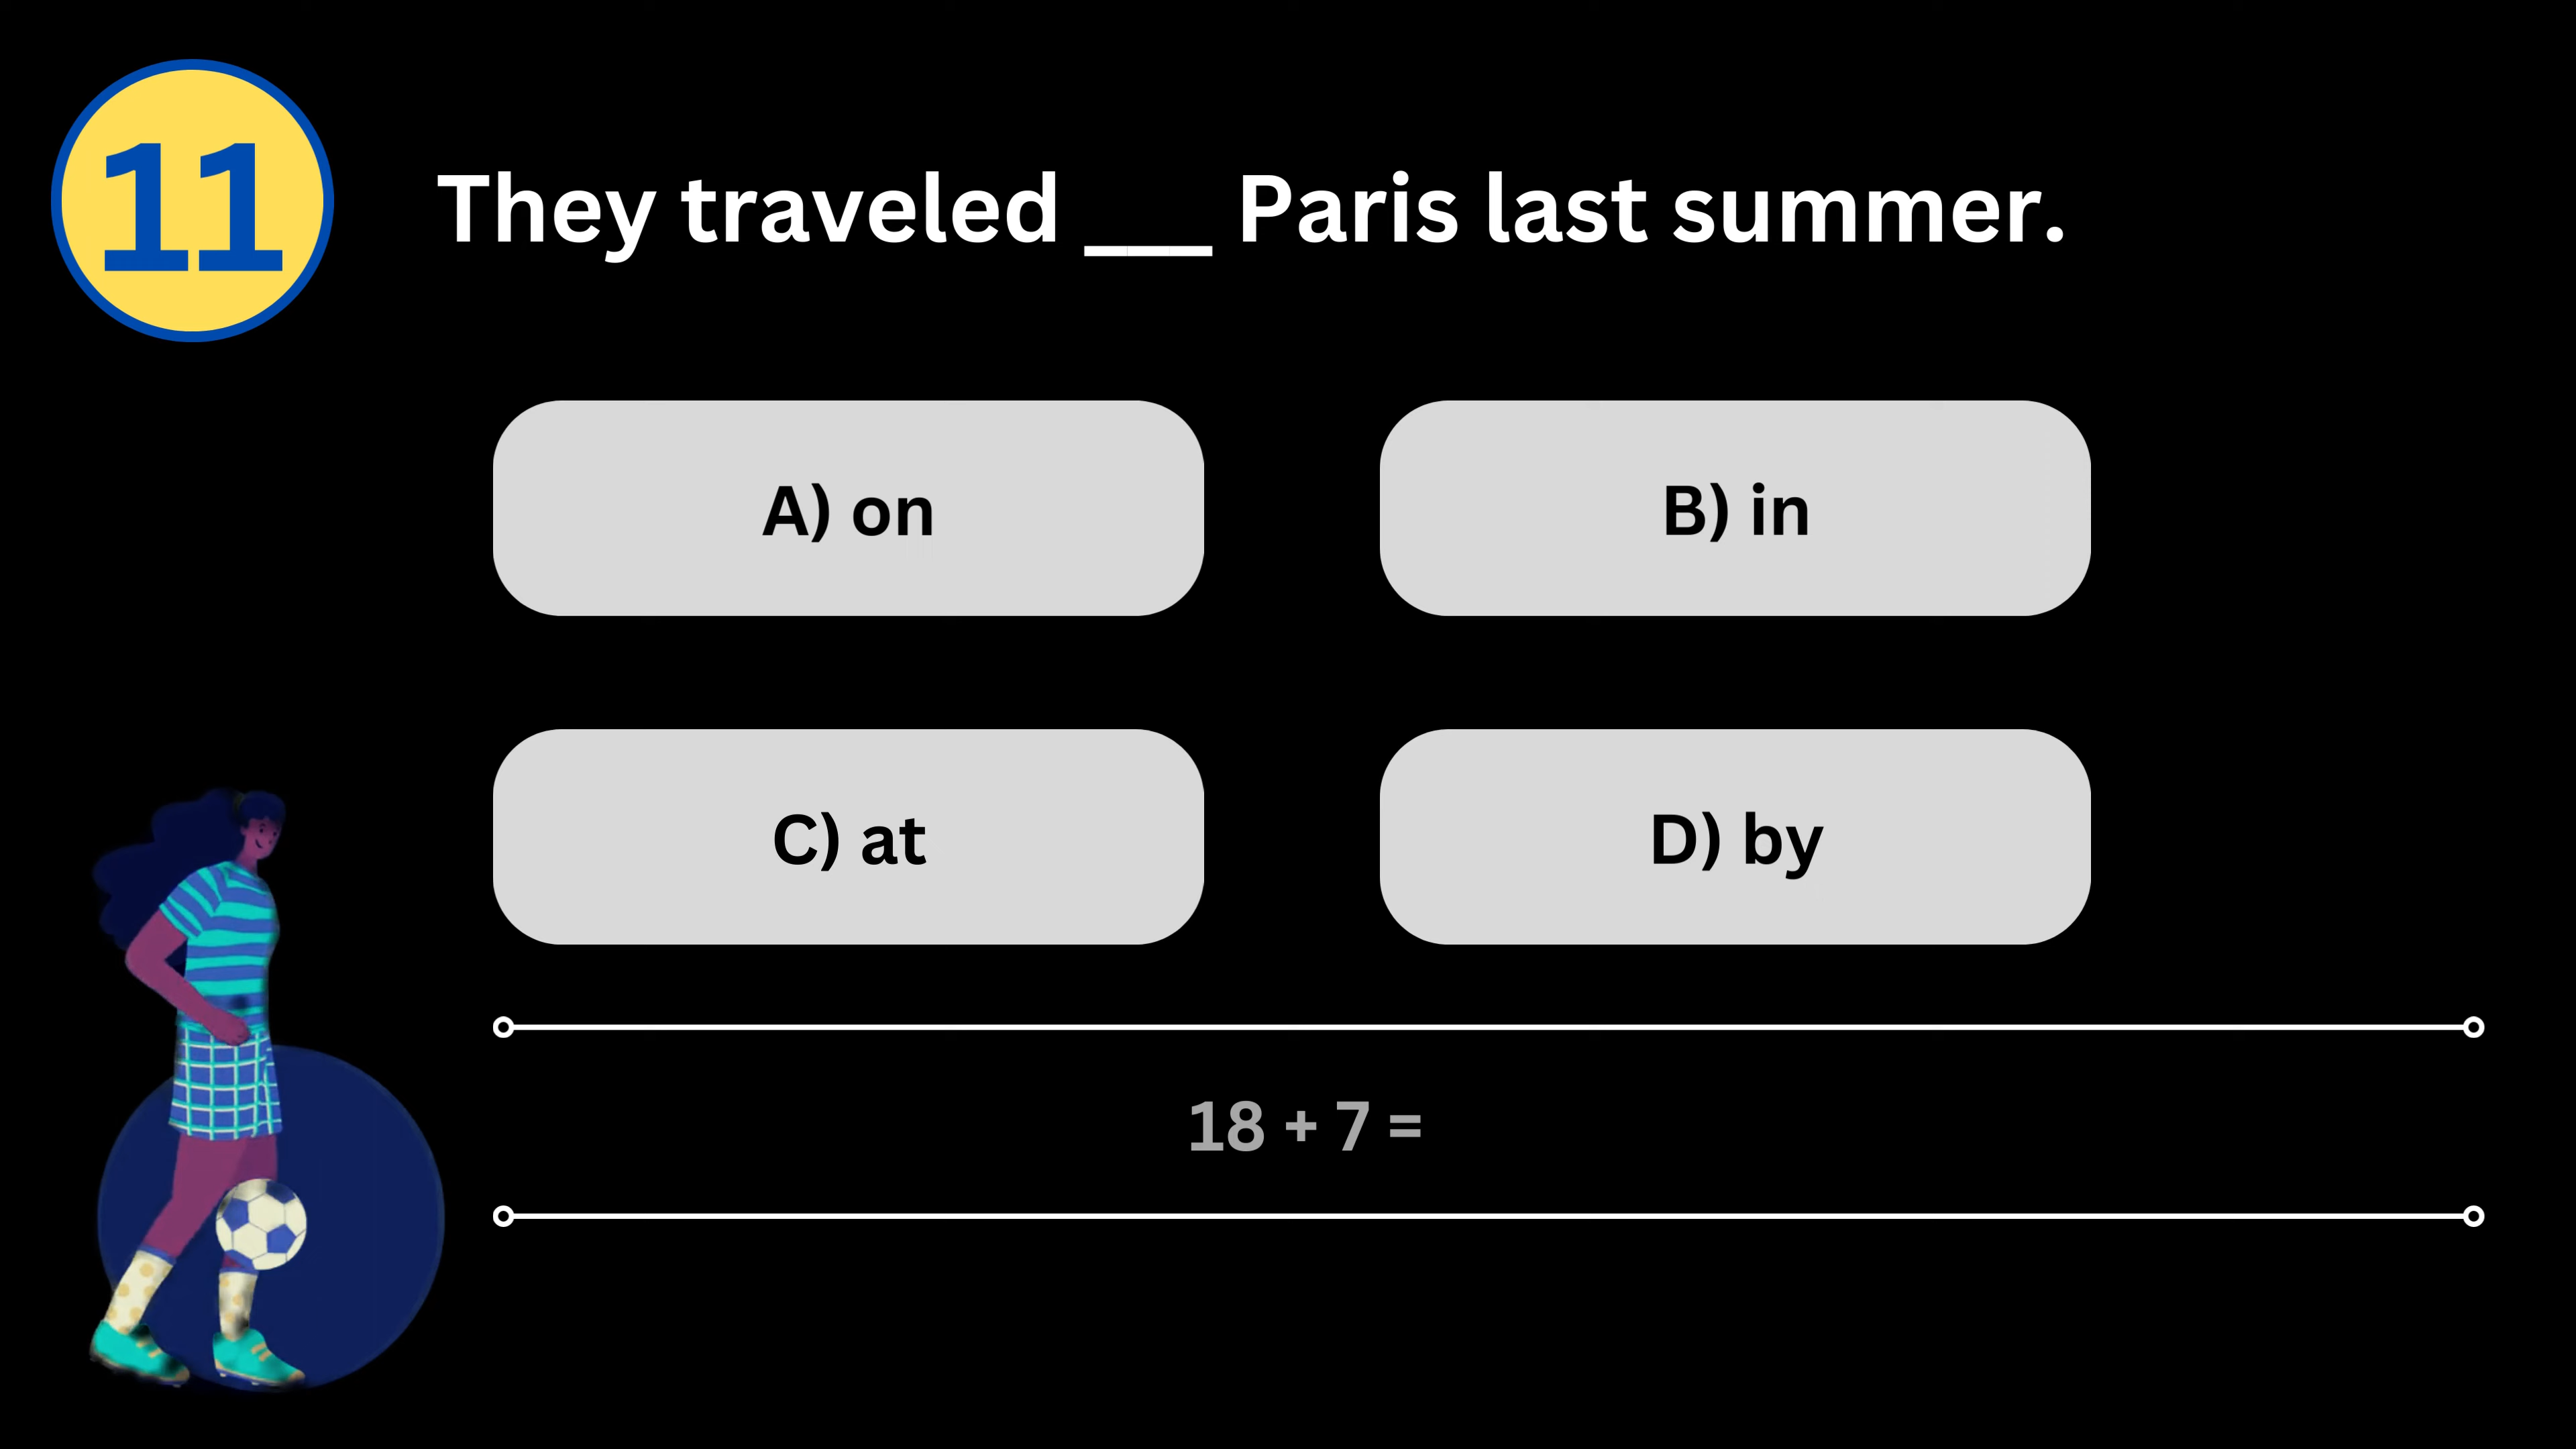 11
They traveled ___ Paris last summer.
A) on
B) in
C) at
D) by
18 + 7 =